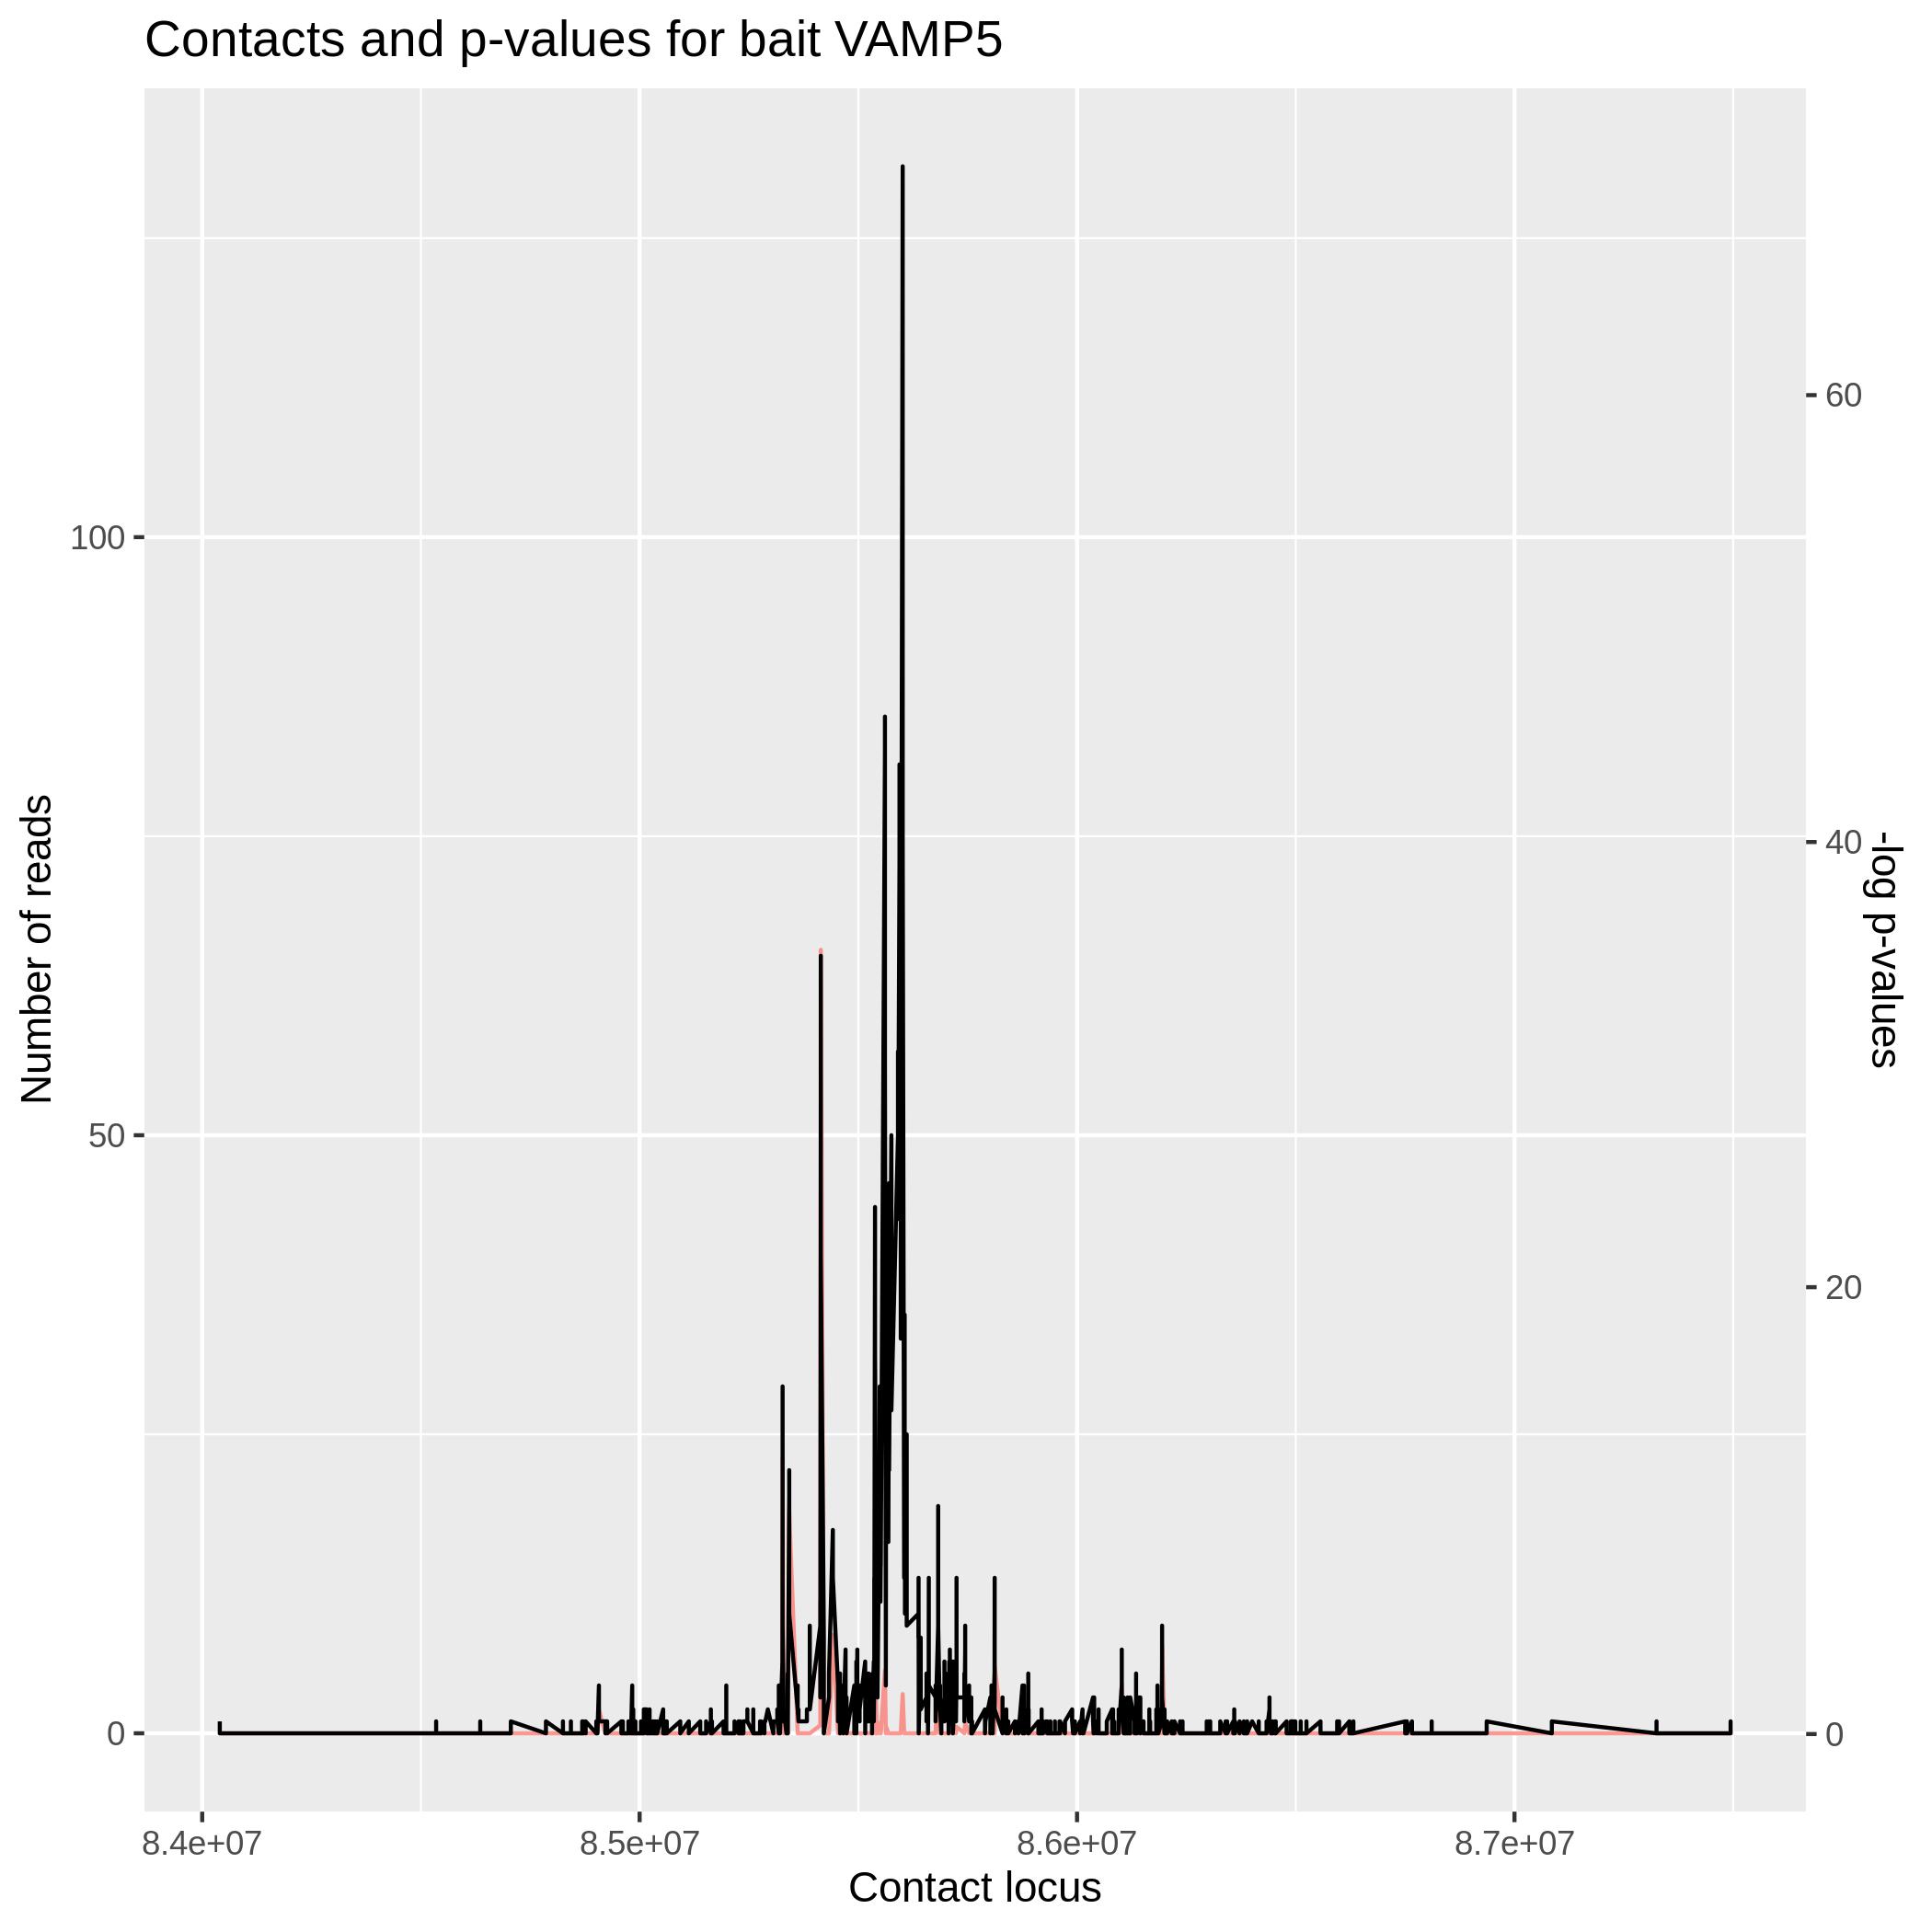 Contacts and p-values for bait VAMP5
Number of reads
100
50
0
60
40
20
0
-log p-values
8.4e+07
8.5e+07
8.6e+07
8.7e+07
Contact locus